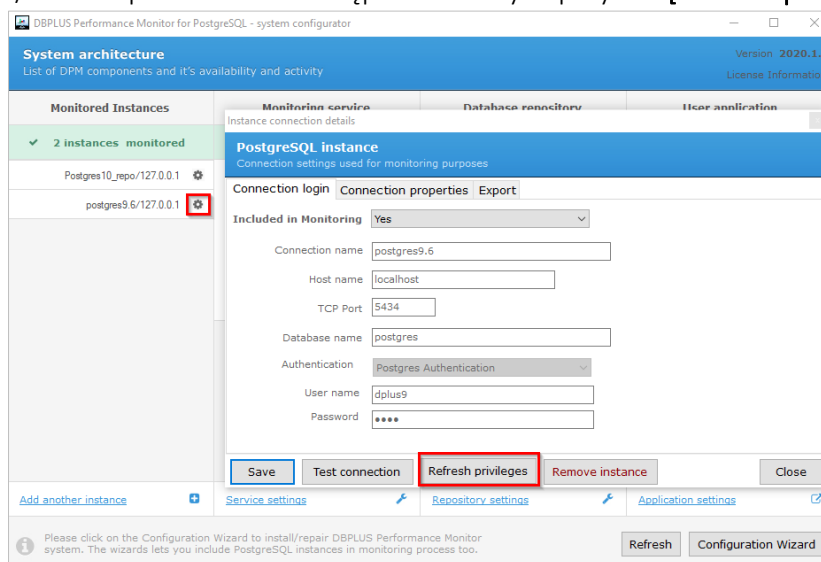 DBPLUS Performance Monitor for PostgreSQL - system configurator
System architecture
List of DPM components and it's availability and activity
Version 2020.1.
License Informatio
Monitored Instances
Monitoring service
Database repository
User application
2 instances monitored
Postgres10_repo/127.0.0.1
postgres9.6/127.0.0.1
Instance connection details
PostgreSQL instance
Connection settings used for monitoring purposes
Connection login Connection properties Export
Included in Monitoring Yes
Connection name postgres9.6
Host name localhost
TCP Port 5434
Database name postgres
Authentication Postgres Authentication
User name dplus9
Password ••••
Save Test connection Refresh privileges Remove instance Close
Add another instance Service settings Repository settings Application settings
Please click on the Configuration Wizard to install/repair DBPLUS Performance Monitor
system. The wizards lets you include PostgreSQL instances in monitoring process too.
Refresh Configuration Wizard